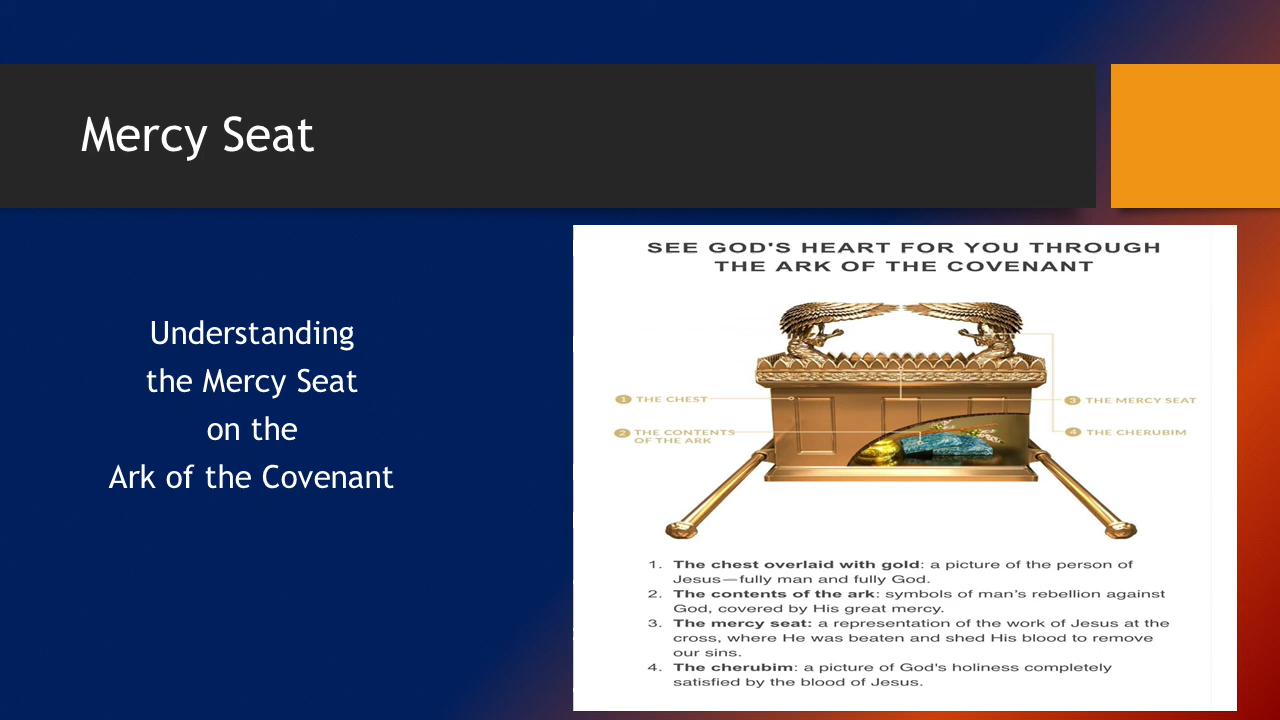 Mercy Seat
Understanding
the Mercy Seat
on the
Ark of the Covenant
SEE GOD'S HEART FOR YOU THROUGH
THE ARK OF THE COVENANT
1 THE CHEST
2 THE CONTENTS
OF THE ARK
3 THE MERCY SEAT
4 THE CHERUBIM
1. The chest overlaid with gold: a picture of the person of
Jesus—fully man and fully God.
2. The contents of the ark: symbols of man's rebellion against
God, covered by His great mercy.
3. The mercy seat: a representation of the work of Jesus at the
cross, where He was beaten and shed His blood to remove
our sins.
4. The cherubim: a picture of God's holiness completely
satisfied by the blood of Jesus.